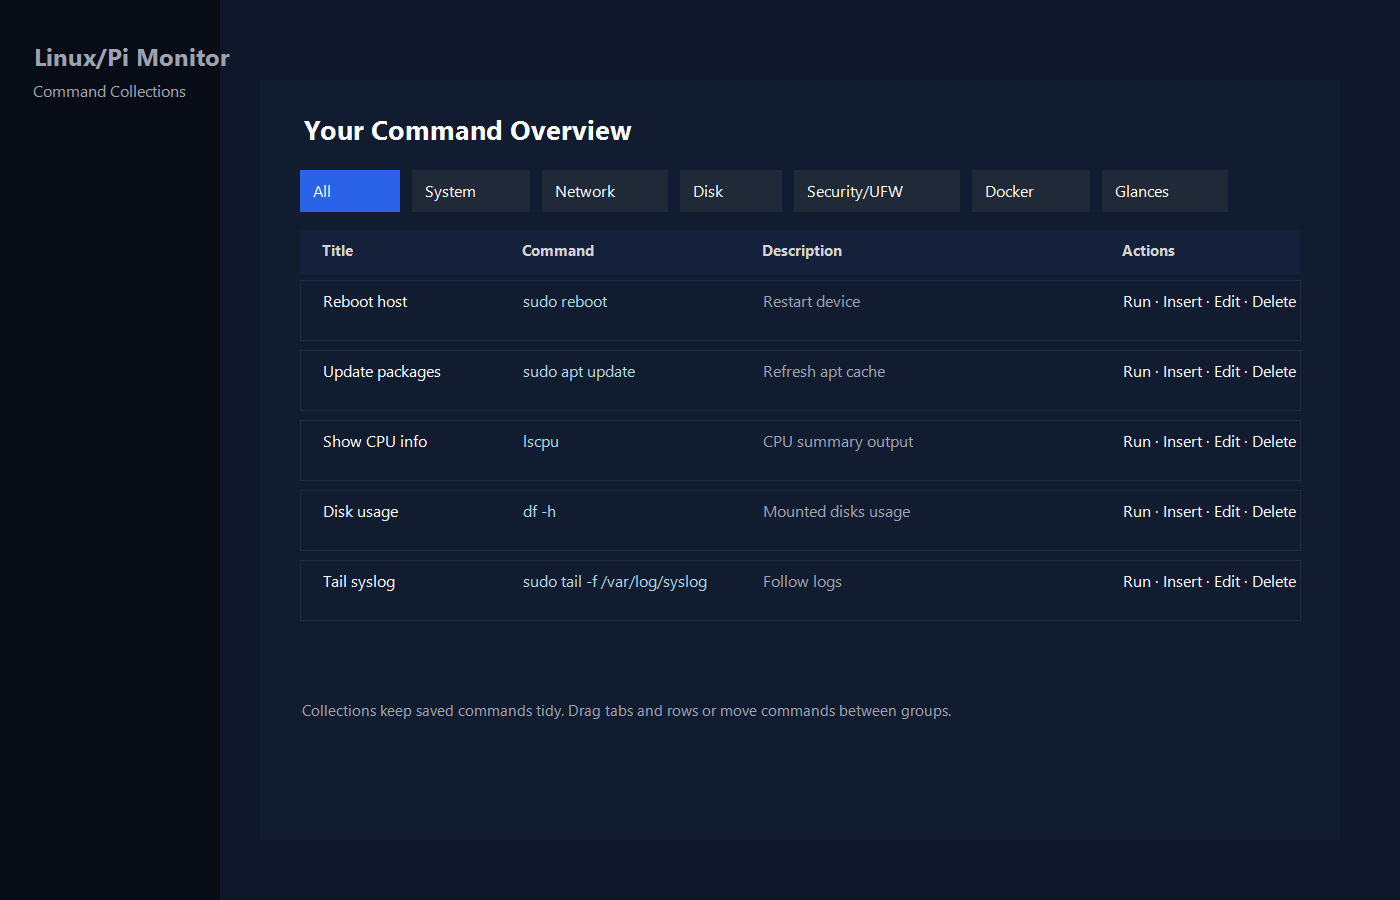 Linux/Pi Monitor
Command Collections
Your Command Overview
All System Network Disk Security/UFW Docker Glances
Title Command Description Actions
Reboot host sudo reboot Restart device Run · Insert · Edit · Delete
Update packages sudo apt update Refresh apt cache Run · Insert · Edit · Delete
Show CPU info lscpu CPU summary output Run · Insert · Edit · Delete
Disk usage df -h Mounted disks usage Run · Insert · Edit · Delete
Tail syslog sudo tail -f /var/log/syslog Follow logs Run · Insert · Edit · Delete
Collections keep saved commands tidy. Drag tabs and rows or move commands between groups.